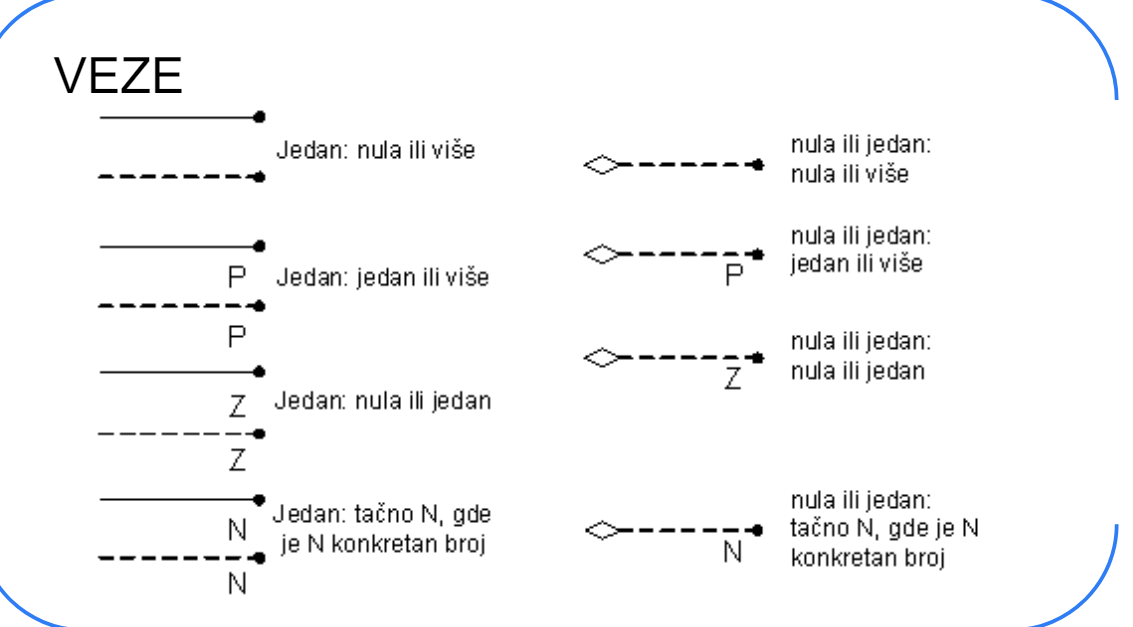 VEZE
Jedan: nula ili više
P
Jedan: jedan ili više
P
Z
Jedan: nula ili jedan
Z
N
Jedan: tačno N, gde
je N konkretan broj
N
nula ili jedan:
nula ili više
nula ili jedan:
jedan ili više
P
nula ili jedan:
nula ili jedan
Z
nula ili jedan:
tačno N, gde je N
konkretan broj
N